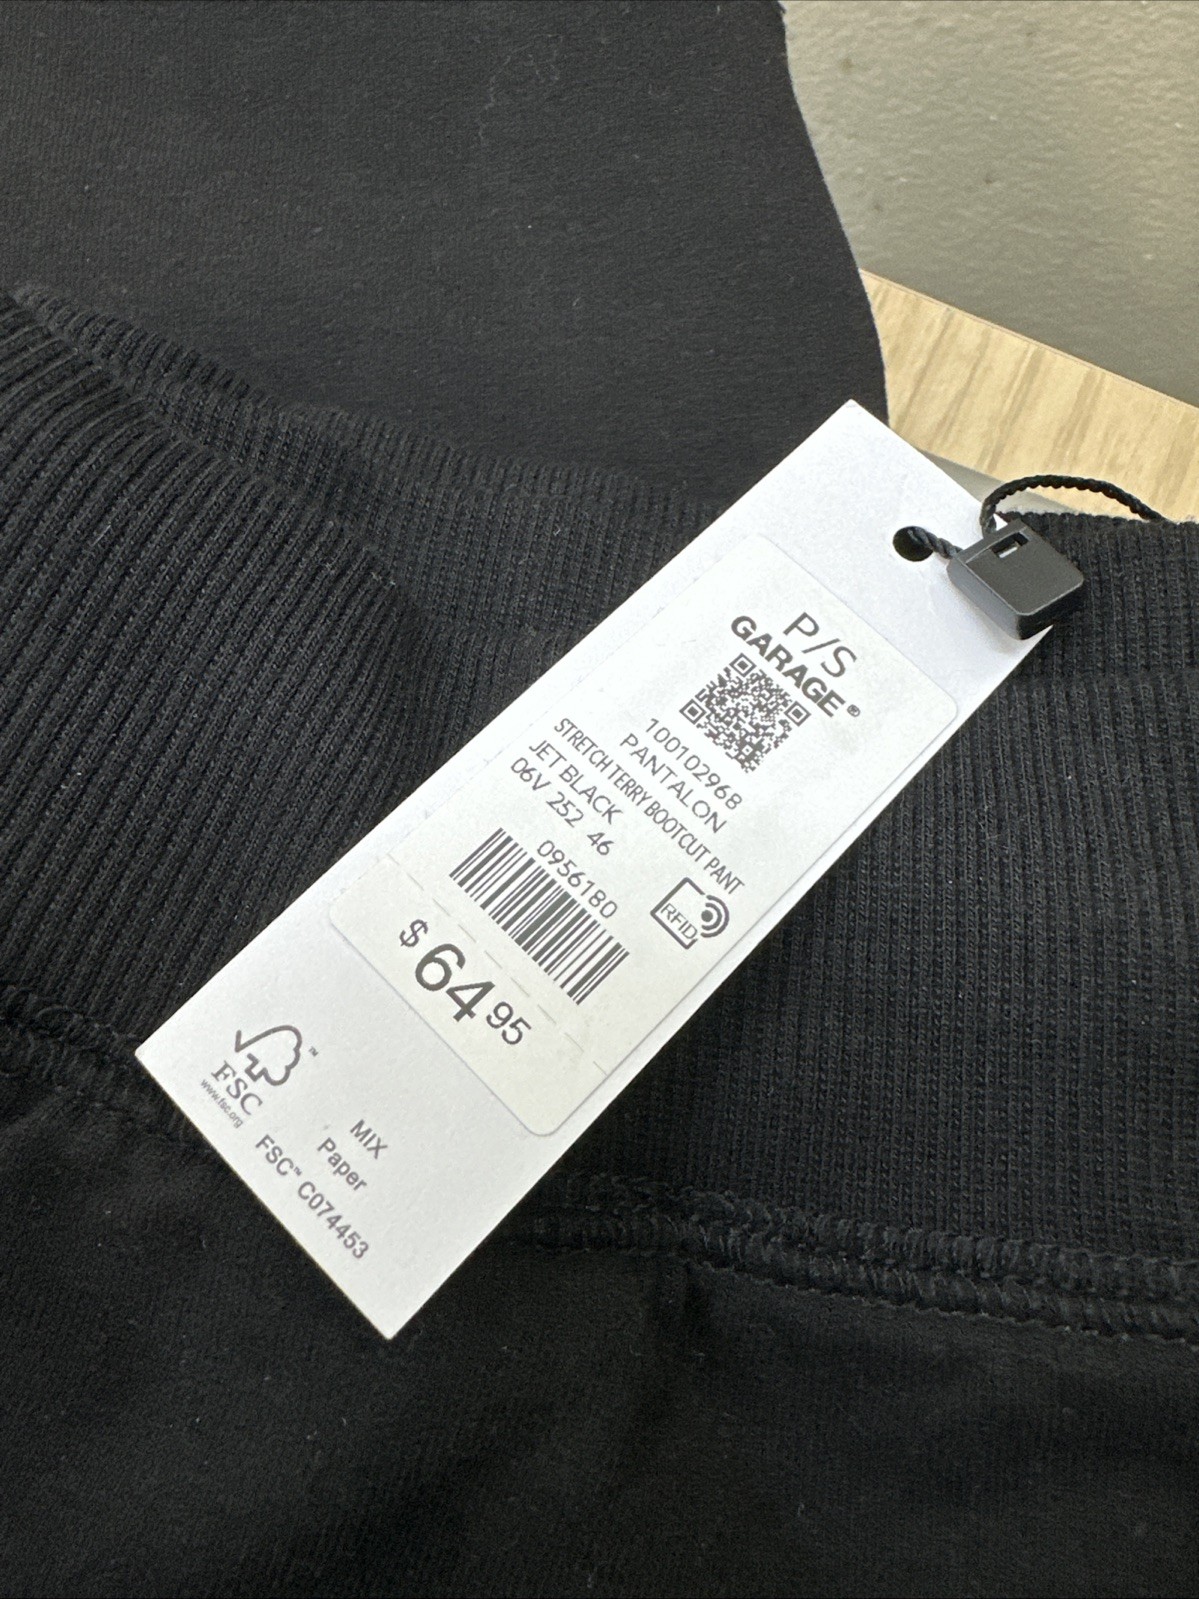 P/S
GARAGE®
100102968
PANTALON
STRETCH TERRY BOOTCUT PANT
JET BLACK
06V 252 46
0956180
RFID
$64 95
FSC™
www.fsc.org
MIX
Paper
FSC™ C074453